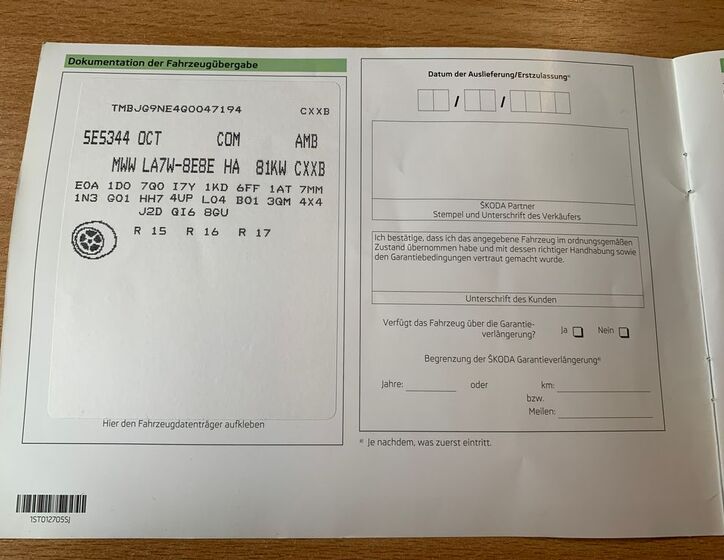 Dokumentation der Fahrzeugübergabe
TMBJG9NE4G0047194 CXXB
5E5344 OCT COM AMB
MWW LA7W-8E8E HA 81KW CXXB
E0A 1D0 7Q0 I7Y 1KD 6FF 1AT 7MM
1N3 G01 HH7 4UP L04 B01 3QM 4X4
J2D QI6 8GU
R 15 R 16 R 17
Hier den Fahrzeugdatenträger aufkleben
1ST012705SJ
Datum der Auslieferung/Erstzulassung*⁾
/ /
ŠKODA Partner
Stempel und Unterschrift des Verkäufers
Ich bestätige, dass ich das angegebene Fahrzeug im ordnungsgemäßen
Zustand übernommen habe und mit dessen richtiger Handhabung sowie
den Garantiebedingungen vertraut gemacht wurde.
Unterschrift des Kunden
Verfügt das Fahrzeug über die Garantie-
verlängerung?
Ja Nein
Begrenzung der ŠKODA Garantieverlängerung*⁾
Jahre: oder km:
bzw.
Meilen:
*⁾ Je nachdem, was zuerst eintritt.